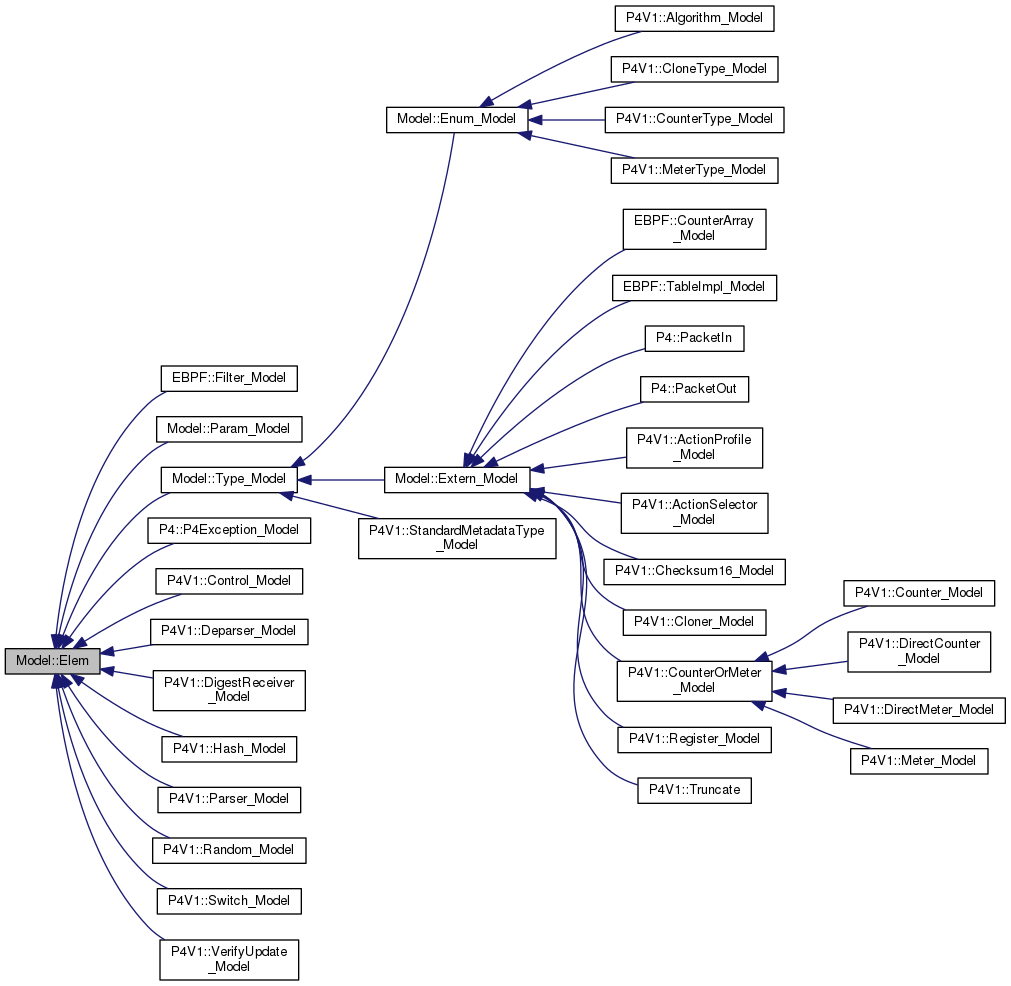 P4V1::Algorithm_Model
P4V1::CloneType_Model
Model::Enum_Model
P4V1::CounterType_Model
P4V1::MeterType_Model
EBPF::CounterArray
_Model
EBPF::TableImpl_Model
P4::PacketIn
EBPF::Filter_Model
P4::PacketOut
Model::Param_Model
P4V1::ActionProfile
_Model
Model::Type_Model
Model::Extern_Model
P4V1::ActionSelector
_Model
P4::P4Exception_Model
P4V1::StandardMetadataType
_Model
P4V1::Control_Model
P4V1::Checksum16_Model
P4V1::Counter_Model
P4V1::Deparser_Model
P4V1::Cloner_Model
P4V1::DirectCounter
_Model
Model::Elem
P4V1::DigestReceiver
_Model
P4V1::CounterOrMeter
_Model
P4V1::DirectMeter_Model
P4V1::Hash_Model
P4V1::Register_Model
P4V1::Meter_Model
P4V1::Parser_Model
P4V1::Truncate
P4V1::Random_Model
P4V1::Switch_Model
P4V1::VerifyUpdate
_Model